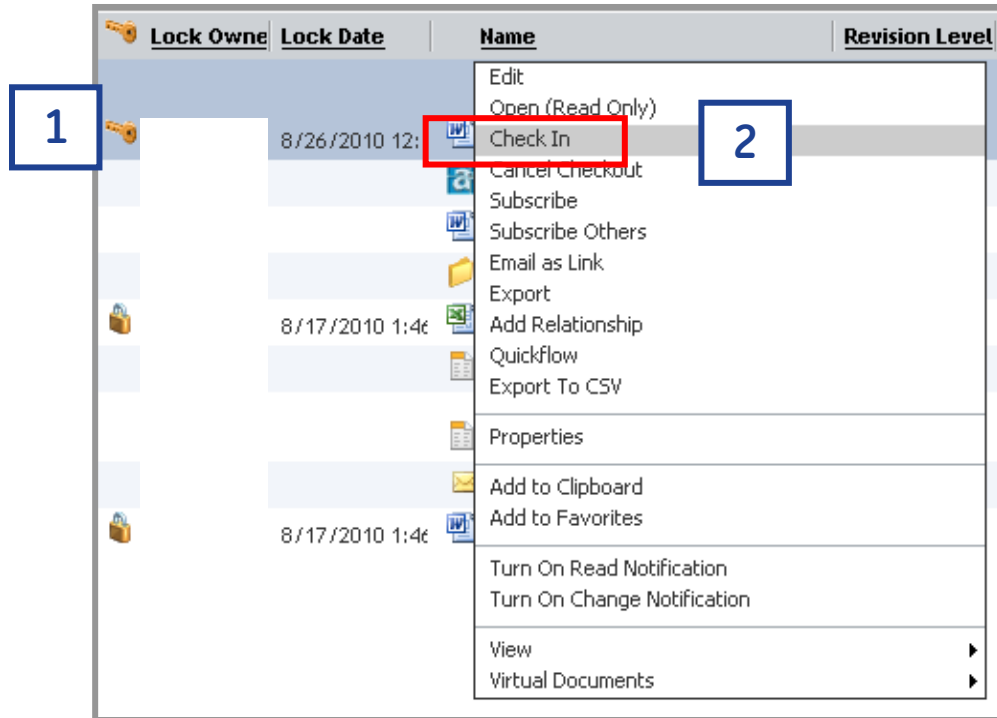 Lock Owne Lock Date Name Revision Level
Edit
Open (Read Only)
1
8/26/2010 12:
Check In
2
Cancel Checkout
Subscribe
Subscribe Others
Email as Link
Export
8/17/2010 1:46
Add Relationship
Quickflow
Export To CSV
Properties
Add to Clipboard
Add to Favorites
8/17/2010 1:46
Turn On Read Notification
Turn On Change Notification
View
Virtual Documents